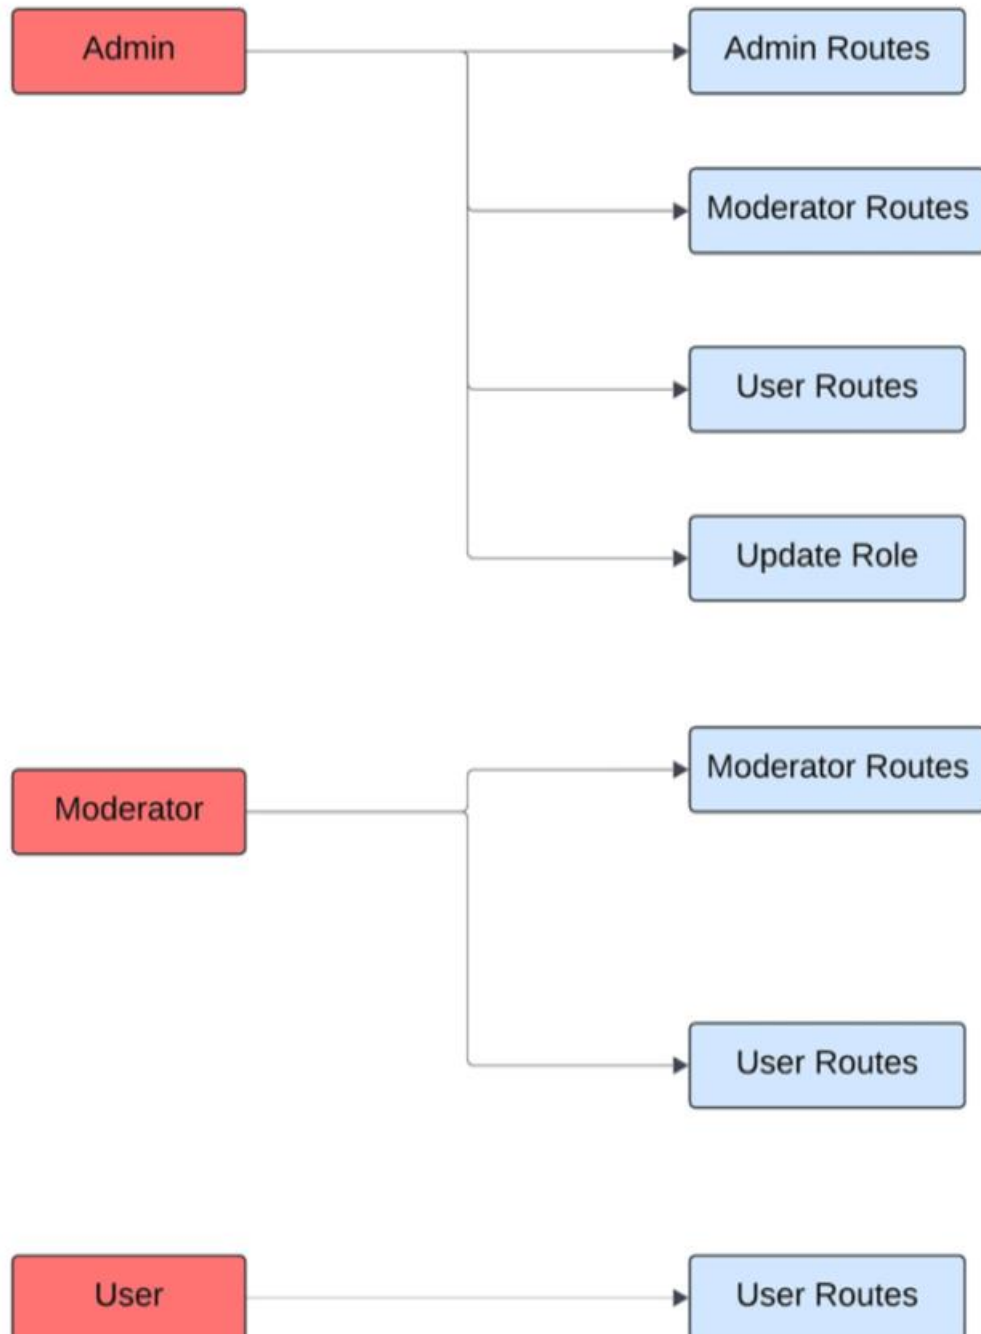 Admin
Admin Routes
Moderator Routes
User Routes
Update Role
Moderator
Moderator Routes
User Routes
User
User Routes